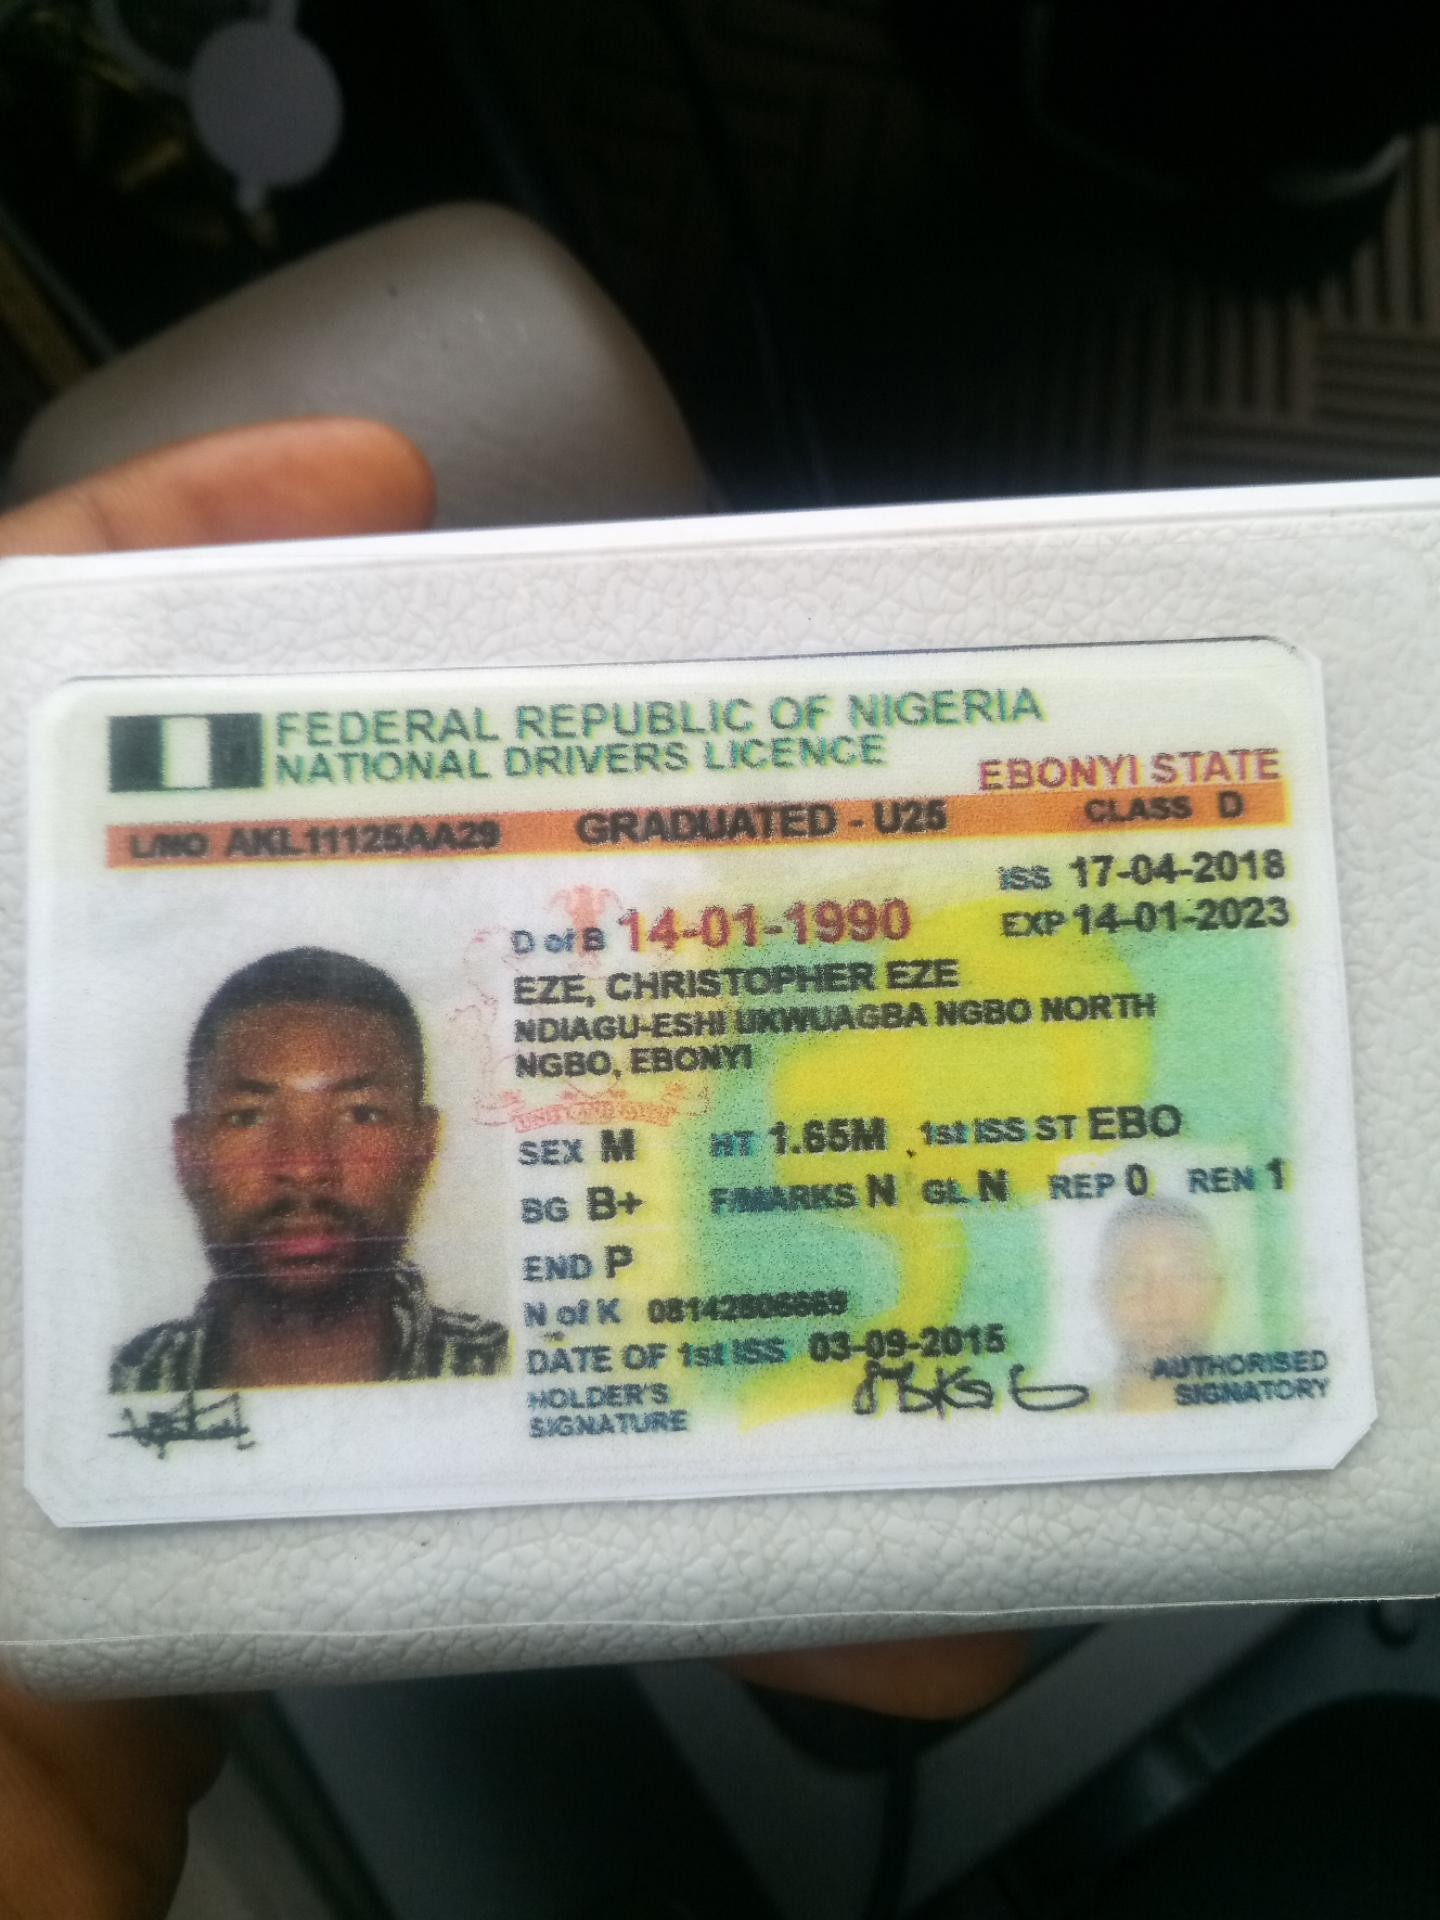 FEDERAL REPUBLIC OF NIGERIA
NATIONAL DRIVERS LICENCE
EBONYI STATE
L/NO AKL11125AA29 GRADUATED - U25 CLASS D
ISS 17-04-2018
D of B 14-01-1990 EXP 14-01-2023
EZE, CHRISTOPHER EZE
NDIAGU-ESHI UKWUAGBA NGBO NORTH
NGBO, EBONYI
SEX M HT 1.65M 1st ISS ST EBO
BG B+ F/MARKS N GL N REP 0 REN 1
END P
N of K
DATE OF 1st ISS 03-09-2015
HOLDER'S
SIGNATURE
AUTHORISED
SIGNATORY